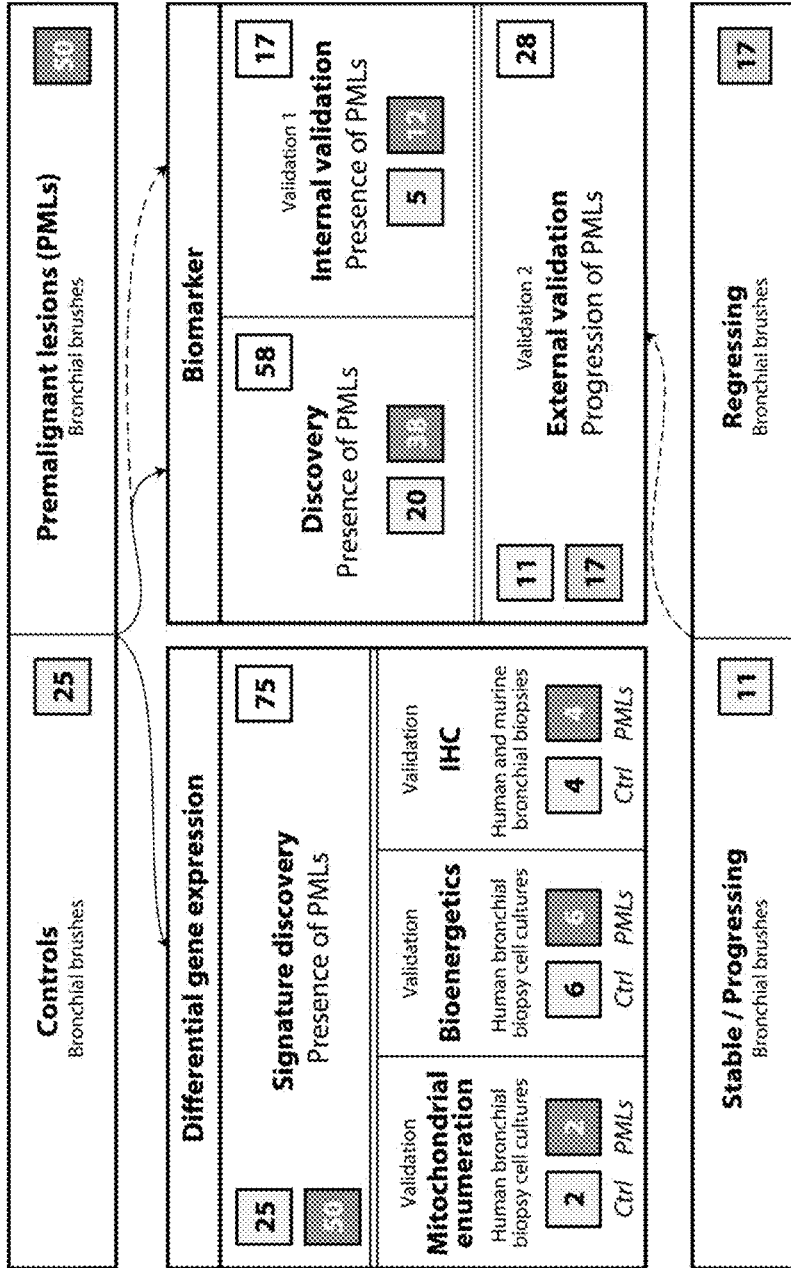 Controls
Bronchial brushes
25
Premalignant lesions (PMLs)
Bronchial brushes
50
Differential gene expression
25
50
Signature discovery
Presence of PMLs
75
Validation
Mitochondrial
enumeration
Human bronchial
biopsy cell cultures
2
2
Ctrl PMLs
Validation
Bioenergetics
Human bronchial
biopsy cell cultures
6
6
Ctrl PMLs
Validation
IHC
Human and murine
bronchial biopsies
4
4
Ctrl PMLs
Biomarker
Discovery
Presence of PMLs
58
20
38
Validation 1
Internal validation
Presence of PMLs
17
5
12
11
17
Validation 2
External validation
Progression of PMLs
28
Stable / Progressing
Bronchial brushes
11
Regressing
Bronchial brushes
17